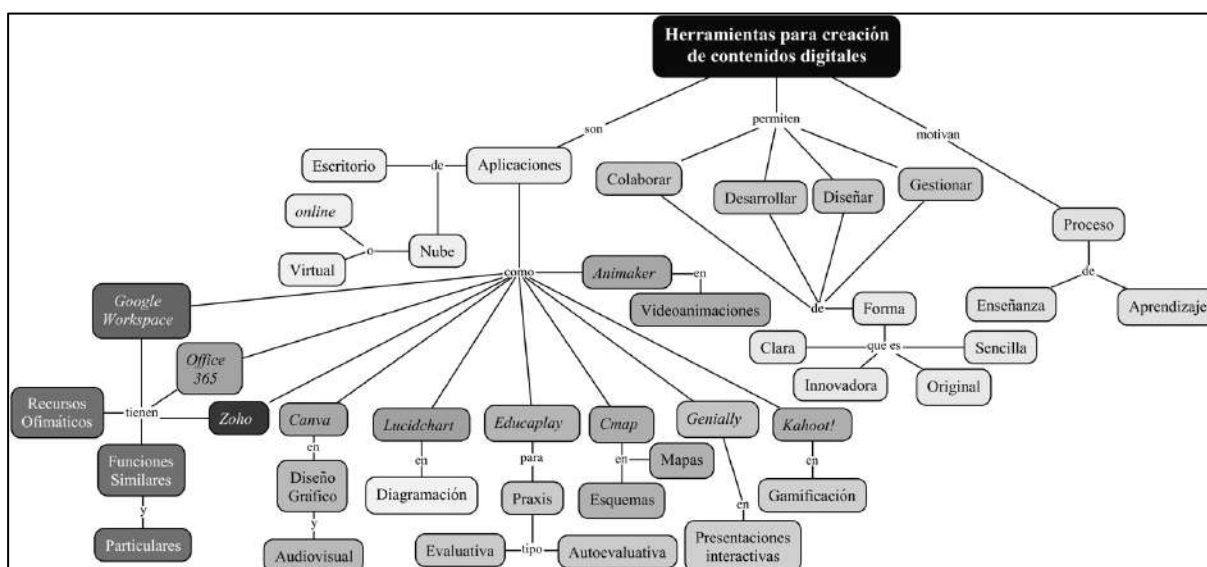 Herramientas para creación
de contenidos digitales
son
permiten
motivan
Escritorio
de
Aplicaciones
Colaborar
Desarrollar
Diseñar
Gestionar
online
o
Nube
Virtual
Proceso
de
Enseñanza
Aprendizaje
como
Animaker
en
Videoanimaciones
de
Forma
Clara
que es
Sencilla
Innovadora
Original
Google
Workspace
Office
365
Recursos
Ofimáticos
tienen
Zoho
Canva
Lucidchart
Educaplay
Cmap
Genially
Kahoot!
Funciones
Similares
y
Particulares
en
Diseño
Gráfico
y
Audiovisual
en
Diagramación
para
Praxis
Evaluativa
tipo
Autoevaluativa
en
Mapas
Esquemas
en
Presentaciones
interactivas
en
Gamificación